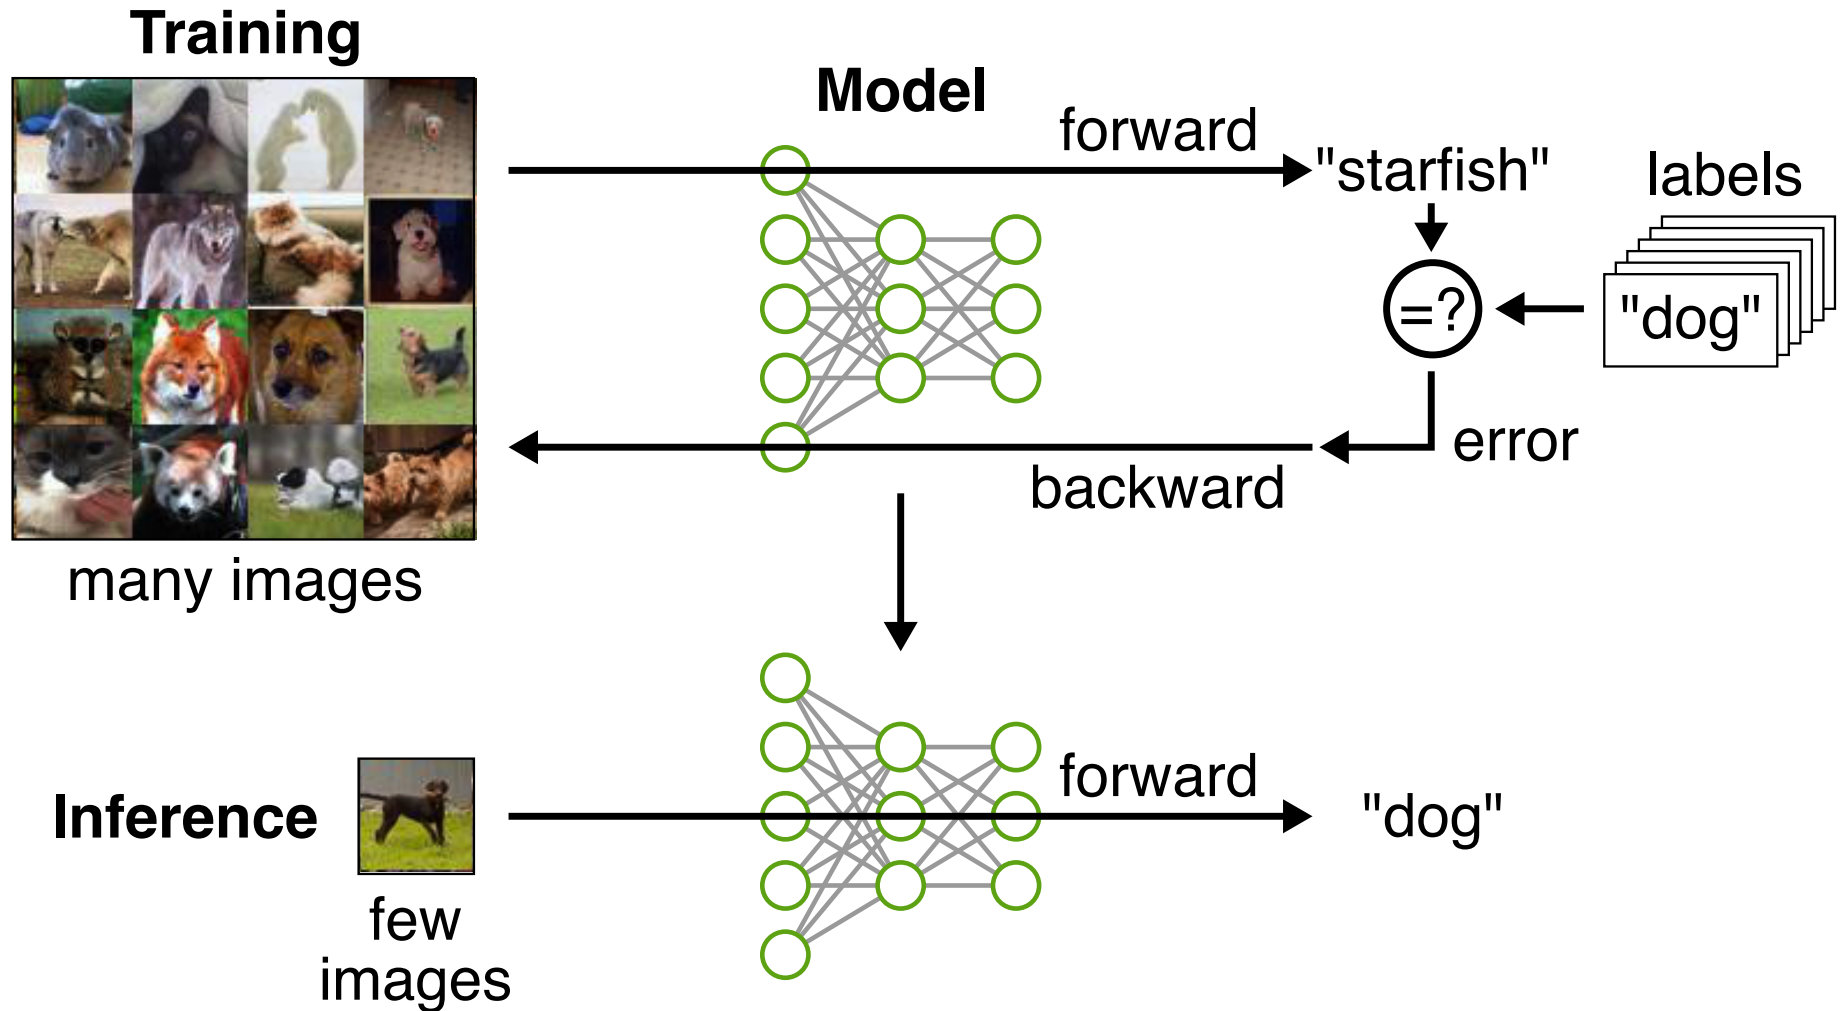 Training
Model
forward
"starfish"
labels
=?
"dog"
error
backward
many images
Inference
forward
"dog"
few
images